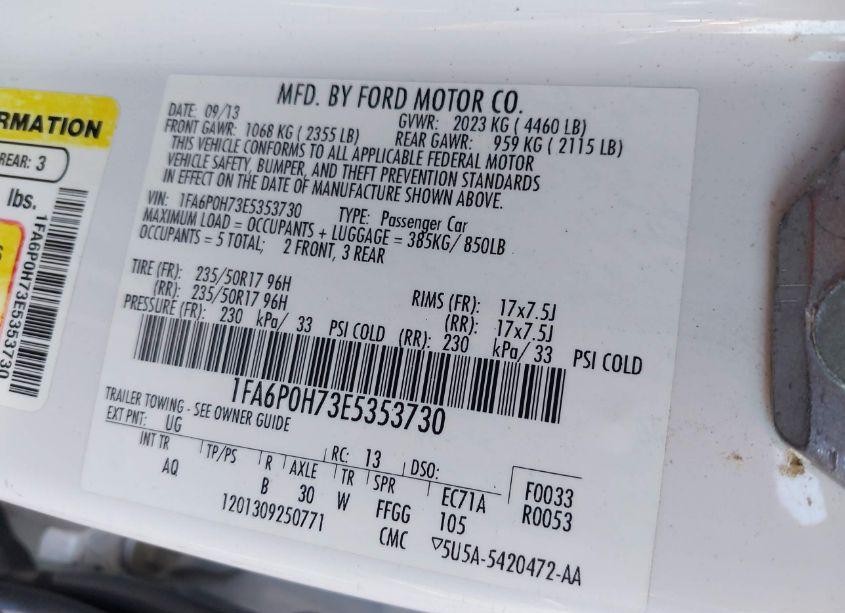 RMATION
REAR: 3
lbs.
1FA6P0H73E5353730
MFD. BY FORD MOTOR CO.
DATE: 09/13 GVWR: 2023 KG ( 4460 LB)
FRONT GAWR: 1068 KG ( 2355 LB) REAR GAWR: 959 KG ( 2115 LB)
THIS VEHICLE CONFORMS TO ALL APPLICABLE FEDERAL MOTOR
VEHICLE SAFETY, BUMPER, AND THEFT PREVENTION STANDARDS
IN EFFECT ON THE DATE OF MANUFACTURE SHOWN ABOVE.
VIN: 1FA6P0H73E5353730 TYPE: Passenger Car
MAXIMUM LOAD = OCCUPANTS + LUGGAGE = 385KG/ 850LB
OCCUPANTS = 5 TOTAL; 2 FRONT, 3 REAR
TIRE (FR): 235/50R17 96H RIMS (FR): 17x7.5J
(RR): 235/50R17 96H (RR): 17x7.5J
PRESSURE (FR): 230 kPa/ 33 PSI COLD (RR): 230 kPa/ 33 PSI COLD
1FA6P0H73E5353730
TRAILER TOWING - SEE OWNER GUIDE
EXT PNT: UG RC: 13 DSO: F0033
INT TR TP/PS R AXLE TR SPR EC71A R0053
AQ B 30 W FFGG 105
1201309250771 CMC ▽5U5A-5420472-AA